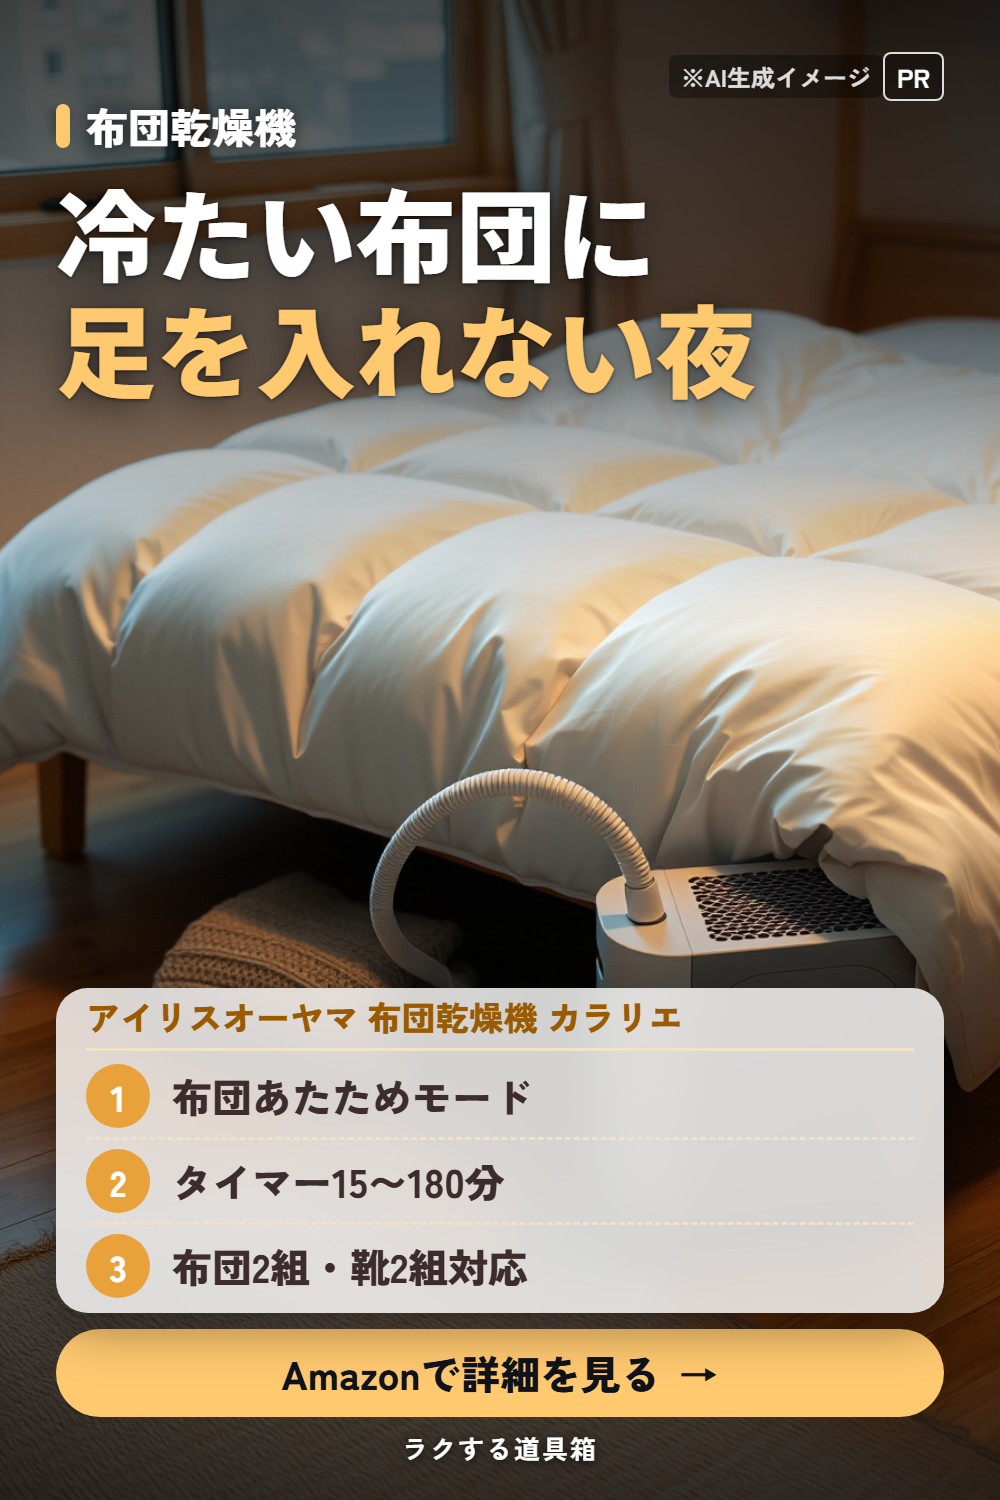 ※AI生成イメージ PR
布団乾燥機
冷たい布団に
足を入れない夜
アイリスオーヤマ 布団乾燥機 カラリエ
1 布団あたためモード
2 タイマー15〜180分
3 布団2組・靴2組対応
Amazonで詳細を見る →
ラクする道具箱